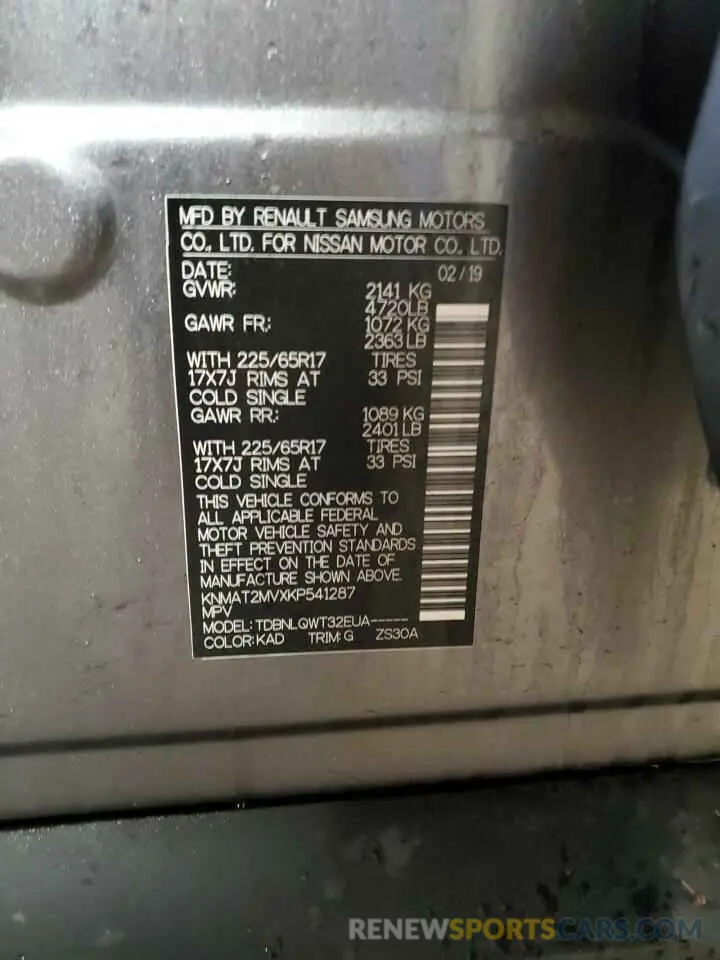 MFD BY RENAULT SAMSUNG MOTORS
CO., LTD. FOR NISSAN MOTOR CO., LTD.
DATE: 02/19
GVWR: 2141 KG
4720LB
GAWR FR.: 1072 KG
2363LB
WITH 225/65R17 TIRES
17X7J RIMS AT 33 PSI
COLD SINGLE
GAWR RR.: 1089 KG
2401LB
WITH 225/65R17 TIRES
17X7J RIMS AT 33 PSI
COLD SINGLE
THIS VEHICLE CONFORMS TO
ALL APPLICABLE FEDERAL
MOTOR VEHICLE SAFETY AND
THEFT PREVENTION STANDARDS
IN EFFECT ON THE DATE OF
MANUFACTURE SHOWN ABOVE.
KNMAT2MVXKP541287
MPV
MODEL: TDBNLQWT32EUA-----
COLOR: KAD TRIM: G ZS30A
RENEWSPORTSCARS.COM